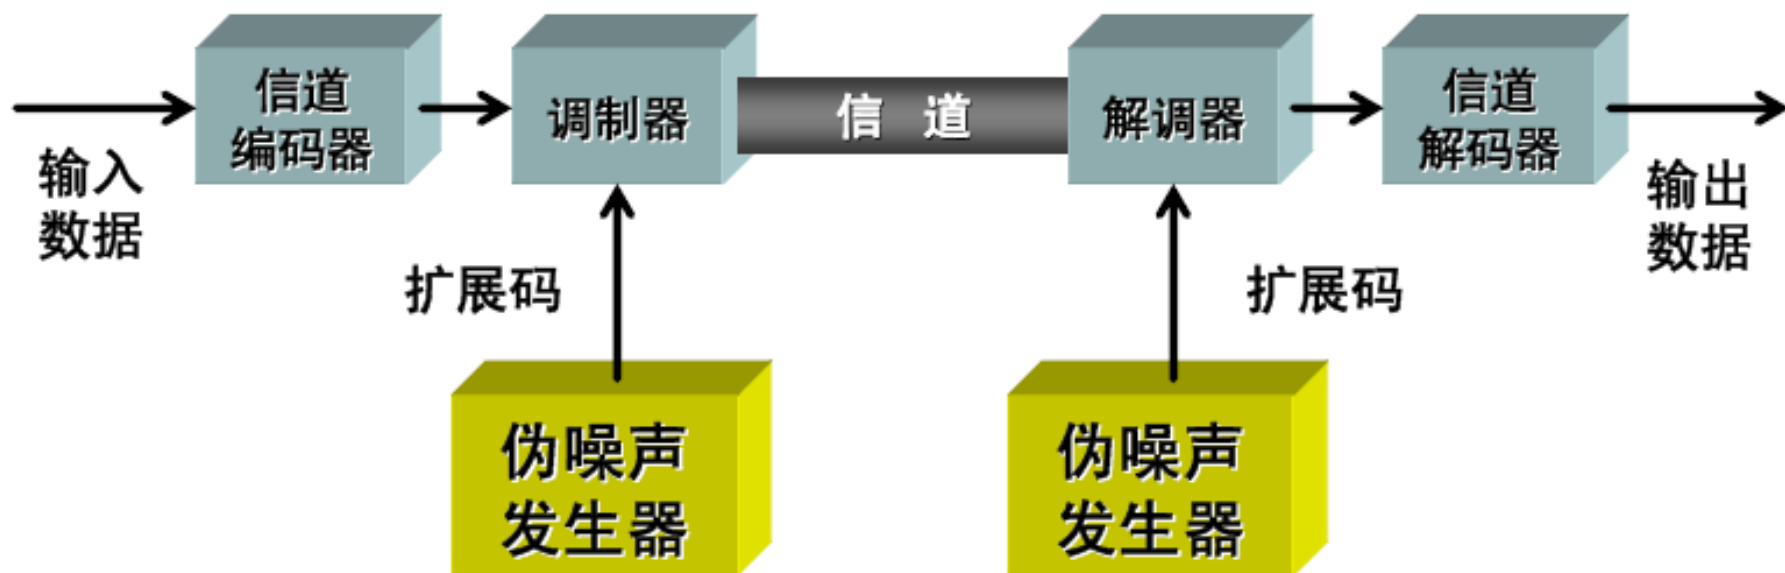 输入
数据
信道
编码器
调制器
信 道
解调器
信道
解码器
输出
数据
扩展码
扩展码
伪噪声
发生器
伪噪声
发生器